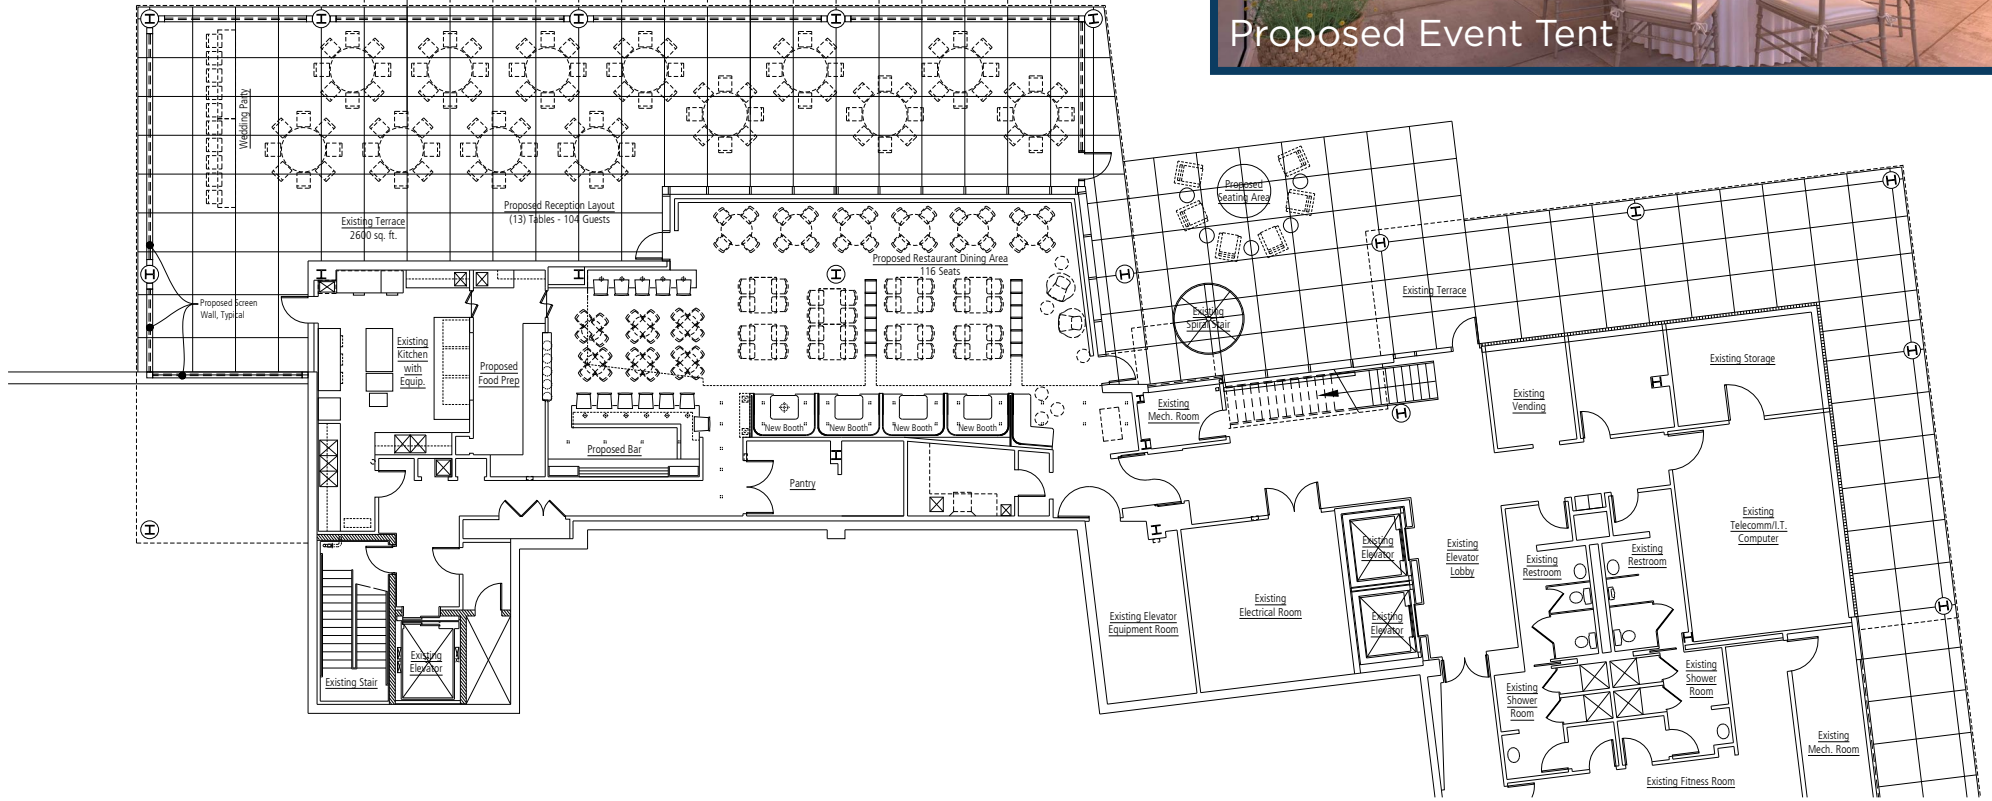 Proposed Event Tent
Wedding Party
Existing Terrace
2600 sq. ft.
Proposed Reception Layout
(13) Tables - 104 Guests
Proposed Screen
Wall, Typical
Proposed Restaurant Dining Area
116 Seats
Proposed
Seating Area
Existing Terrace
Existing
Spiral Stair
Existing
Kitchen
with
Equip.
Proposed
Food Prep
Proposed Bar
New Booth
New Booth
New Booth
New Booth
Pantry
Existing
Mech. Room
Existing
Vending
Existing Storage
Existing
Telecomm/I.T.
Computer
Existing
Elevator
Existing
Elevator
Existing
Elevator
Lobby
Existing
Restroom
Existing
Restroom
Existing
Electrical Room
Existing Elevator
Equipment Room
Existing Stair
Existing
Elevator
Existing
Shower
Room
Existing
Shower
Room
Existing
Mech. Room
Existing Fitness Room